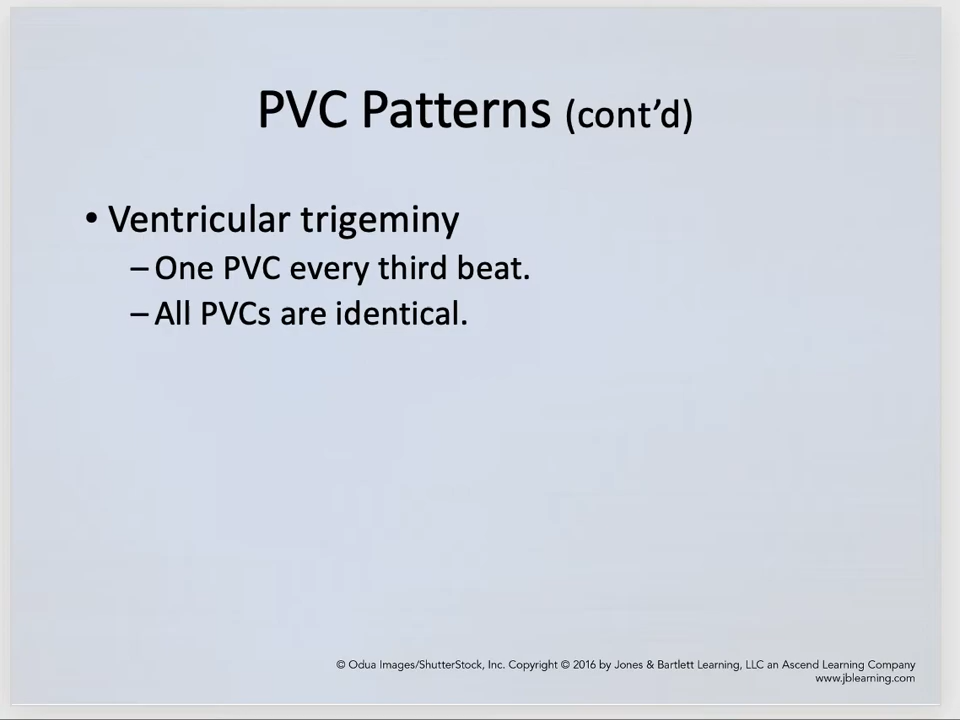 PVC Patterns (cont’d)
• Ventricular trigeminy
– One PVC every third beat.
– All PVCs are identical.
© Odua Images/ShutterStock, Inc. Copyright © 2016 by Jones & Bartlett Learning, LLC an Ascend Learning Company
www.jblearning.com